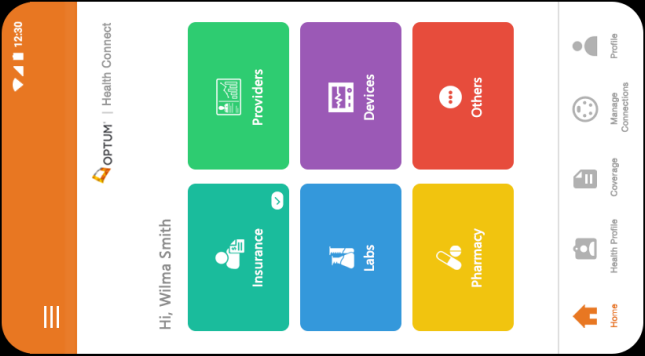 12:30
OPTUM | Health Connect
Hi, Wilma Smith
Insurance
Providers
Labs
Devices
Pharmacy
Others
Home
Health Profile
Coverage
Manage
Connections
Profile